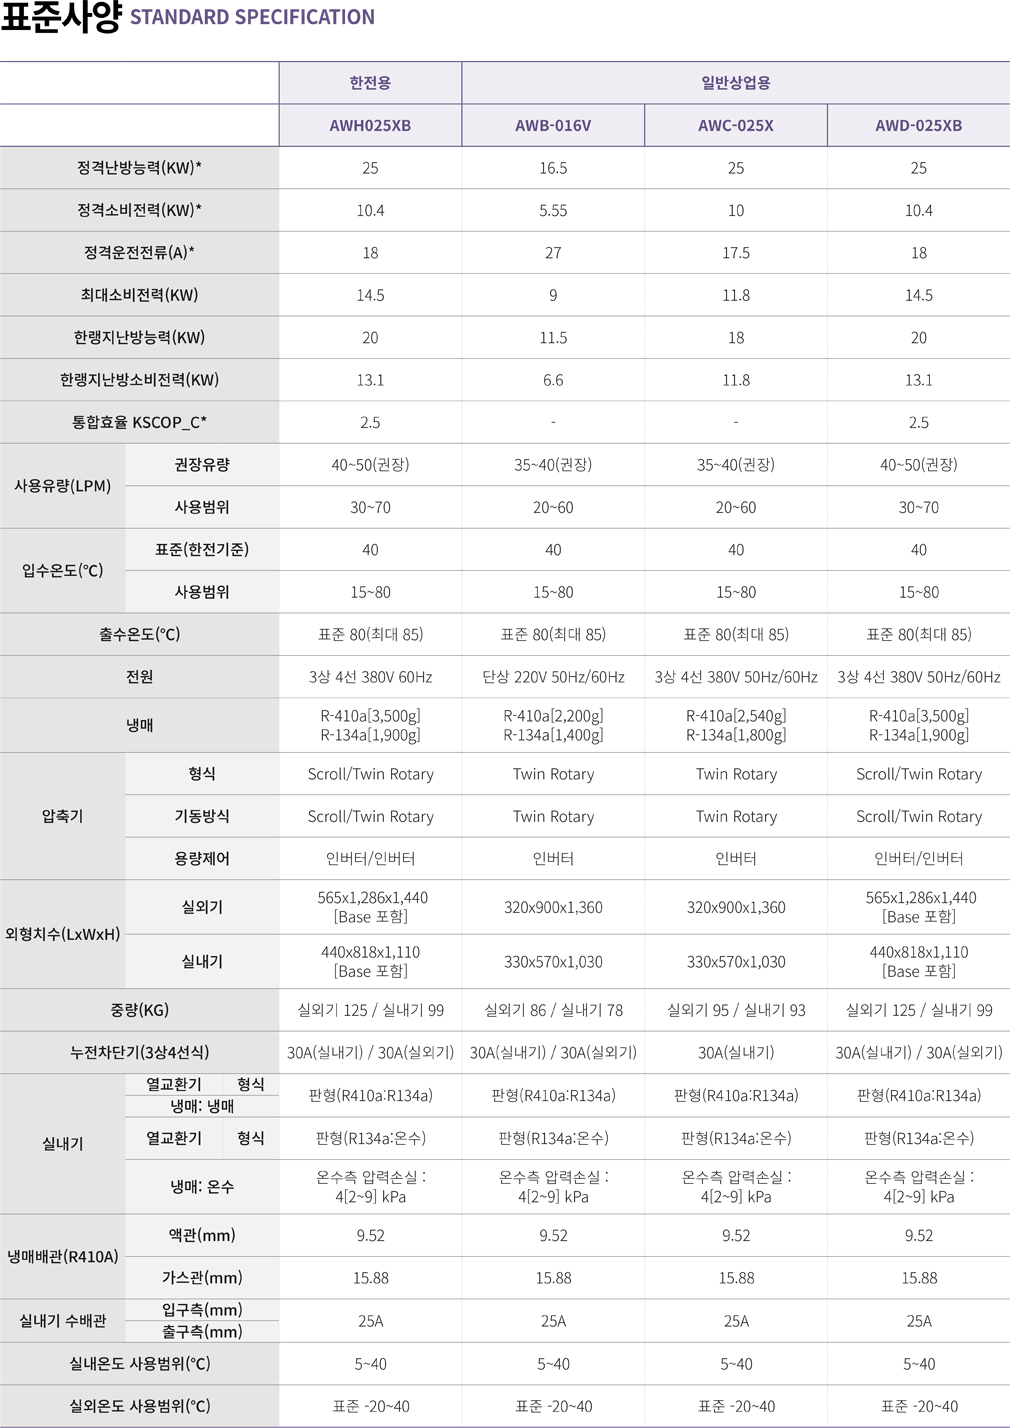 표준사양 STANDARD SPECIFICATION
한전용 일반상업용
AWH025XB AWB-016V AWC-025X AWD-025XB
정격난방능력(KW)* 25 16.5 25 25
정격소비전력(KW)* 10.4 5.55 10 10.4
정격운전전류(A)* 18 27 17.5 18
최대소비전력(KW) 14.5 9 11.8 14.5
한랭지난방능력(KW) 20 11.5 18 20
한랭지난방소비전력(KW) 13.1 6.6 11.8 13.1
통합효율 KSCOP_C* 2.5 - - 2.5
사용유량(LPM)
권장유량 40~50(권장) 35~40(권장) 35~40(권장) 40~50(권장)
사용범위 30~70 20~60 20~60 30~70
입수온도(℃)
표준(한전기준) 40 40 40 40
사용범위 15~80 15~80 15~80 15~80
출수온도(℃) 표준 80(최대 85) 표준 80(최대 85) 표준 80(최대 85) 표준 80(최대 85)
전원 3상 4선 380V 60Hz 단상 220V 50Hz/60Hz 3상 4선 380V 50Hz/60Hz 3상 4선 380V 50Hz/60Hz
냉매
R-410a[3,500g] R-410a[2,200g] R-410a[2,540g] R-410a[3,500g]
R-134a[1,900g] R-134a[1,400g] R-134a[1,800g] R-134a[1,900g]
압축기
형식 Scroll/Twin Rotary Twin Rotary Twin Rotary Scroll/Twin Rotary
기동방식 Scroll/Twin Rotary Twin Rotary Twin Rotary Scroll/Twin Rotary
용량제어 인버터/인버터 인버터 인버터 인버터/인버터
외형치수(LxWxH)
실외기 565x1,286x1,440 320x900x1,360 320x900x1,360 565x1,286x1,440
[Base 포함] [Base 포함]
실내기 440x818x1,110 330x570x1,030 330x570x1,030 440x818x1,110
[Base 포함] [Base 포함]
중량(KG) 실외기 125 / 실내기 99 실외기 86 / 실내기 78 실외기 95 / 실내기 93 실외기 125 / 실내기 99
누전차단기(3상4선식) 30A(실내기) / 30A(실외기) 30A(실내기) / 30A(실외기) 30A(실내기) 30A(실내기) / 30A(실외기)
실내기
열교환기 형식
냉매: 냉매
판형(R410a:R134a) 판형(R410a:R134a) 판형(R410a:R134a) 판형(R410a:R134a)
열교환기 형식 판형(R134a:온수) 판형(R134a:온수) 판형(R134a:온수) 판형(R134a:온수)
냉매: 온수
온수측 압력손실 : 온수측 압력손실 : 온수측 압력손실 : 온수측 압력손실 :
4[2~9] kPa 4[2~9] kPa 4[2~9] kPa 4[2~9] kPa
냉매배관(R410A)
액관(mm) 9.52 9.52 9.52 9.52
가스관(mm) 15.88 15.88 15.88 15.88
실내기 수배관
입구측(mm)
출구측(mm)
25A 25A 25A 25A
실내온도 사용범위(℃) 5~40 5~40 5~40 5~40
실외온도 사용범위(℃) 표준 -20~40 표준 -20~40 표준 -20~40 표준 -20~40